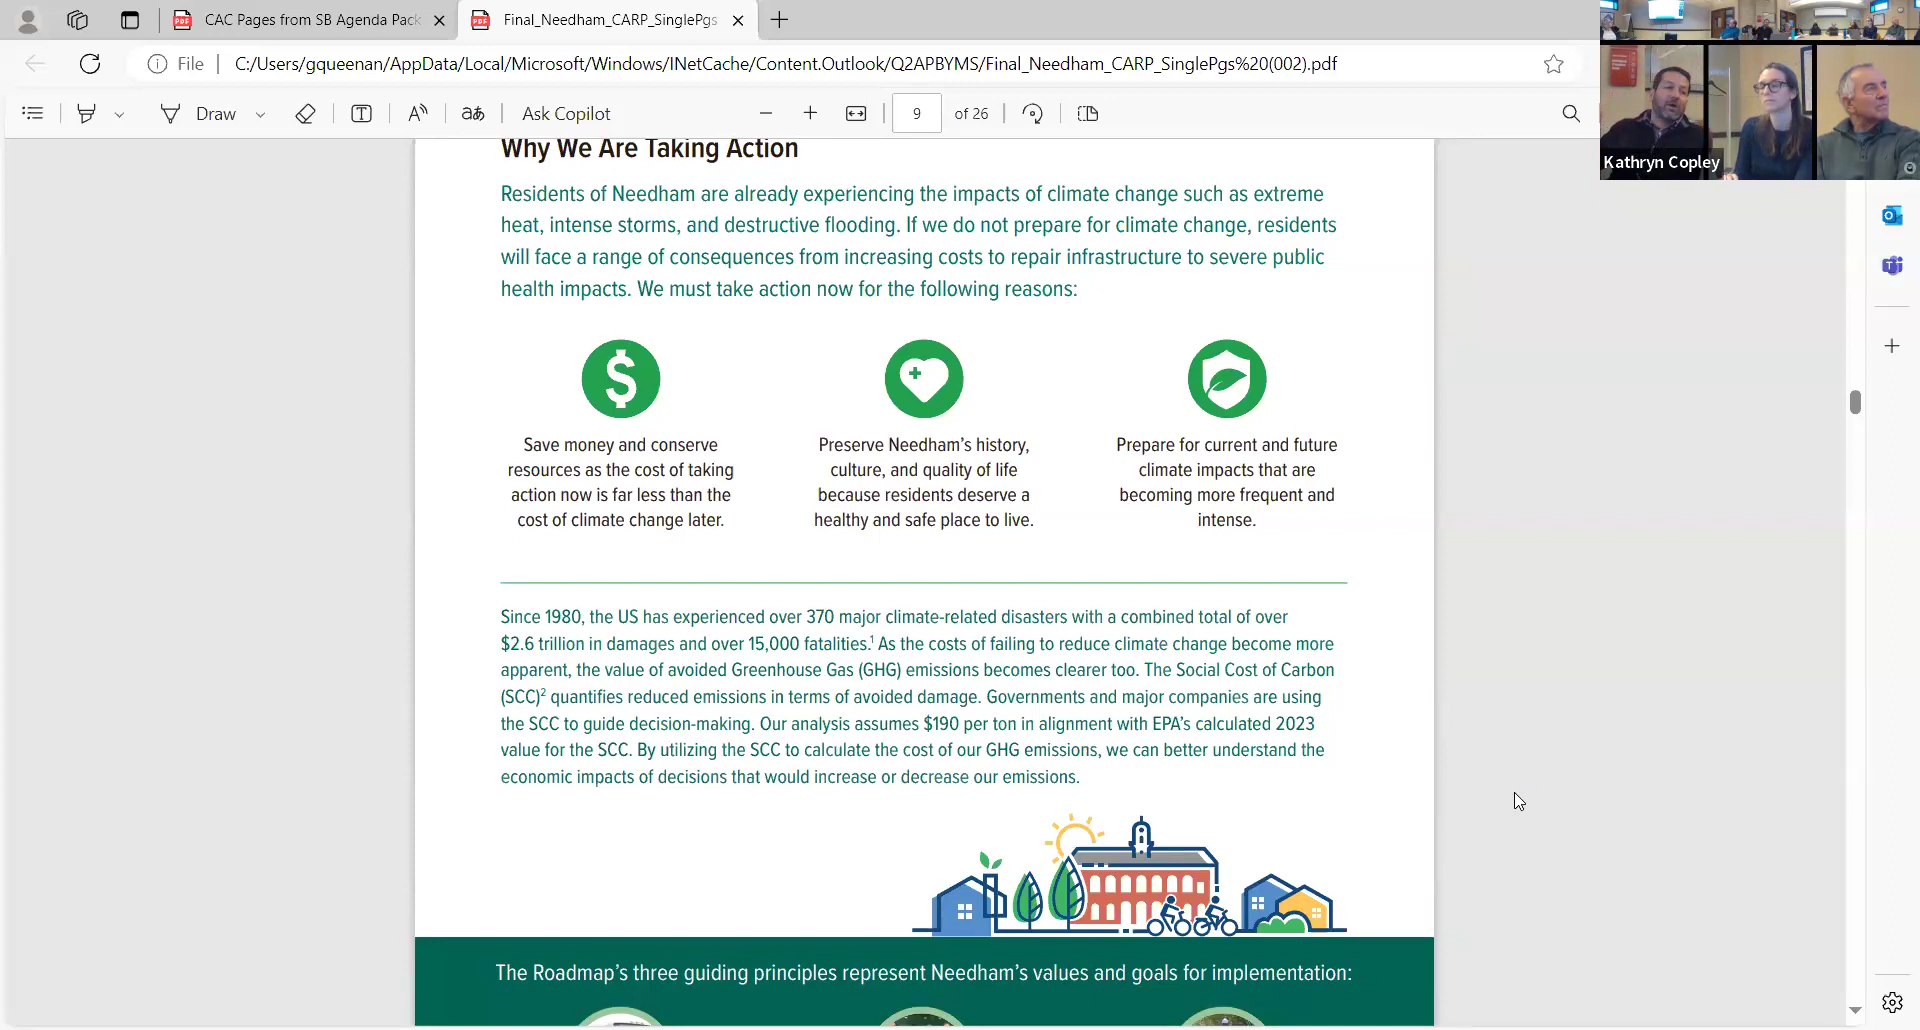 CAC Pages from SB Agenda Pack
Final_Needham_CARP_SinglePgs
File
C:/Users/gqueenan/AppData/Local/Microsoft/Windows/INetCache/Content.Outlook/Q2APBYMS/Final_Needham_CARP_SinglePgs%20(002).pdf
Draw
Ask Copilot
9 of 26
Kathryn Copley
Why We Are Taking Action
Residents of Needham are already experiencing the impacts of climate change such as extreme
heat, intense storms, and destructive flooding. If we do not prepare for climate change, residents
will face a range of consequences from increasing costs to repair infrastructure to severe public
health impacts. We must take action now for the following reasons:
Save money and conserve
resources as the cost of taking
action now is far less than the
cost of climate change later.
Preserve Needham's history,
culture, and quality of life
because residents deserve a
healthy and safe place to live.
Prepare for current and future
climate impacts that are
becoming more frequent and
intense.
Since 1980, the US has experienced over 370 major climate-related disasters with a combined total of over
$2.6 trillion in damages and over 15,000 fatalities.¹ As the costs of failing to reduce climate change become more
apparent, the value of avoided Greenhouse Gas (GHG) emissions becomes clearer too. The Social Cost of Carbon
(SCC)² quantifies reduced emissions in terms of avoided damage. Governments and major companies are using
the SCC to guide decision-making. Our analysis assumes $190 per ton in alignment with EPA's calculated 2023
value for the SCC. By utilizing the SCC to calculate the cost of our GHG emissions, we can better understand the
economic impacts of decisions that would increase or decrease our emissions.
The Roadmap's three guiding principles represent Needham's values and goals for implementation: